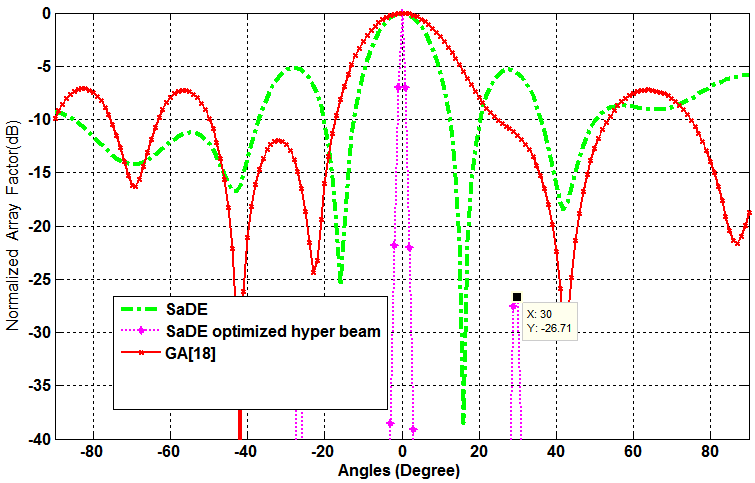 0
-5
-10
-15
-20
-25
-30
-35
-40
Normalized Array Factor(dB)
SaDE
SaDE optimized hyper beam
GA[18]
X: 30
Y: -26.71
-80 -60 -40 -20 0 20 40 60 80
Angles (Degree)